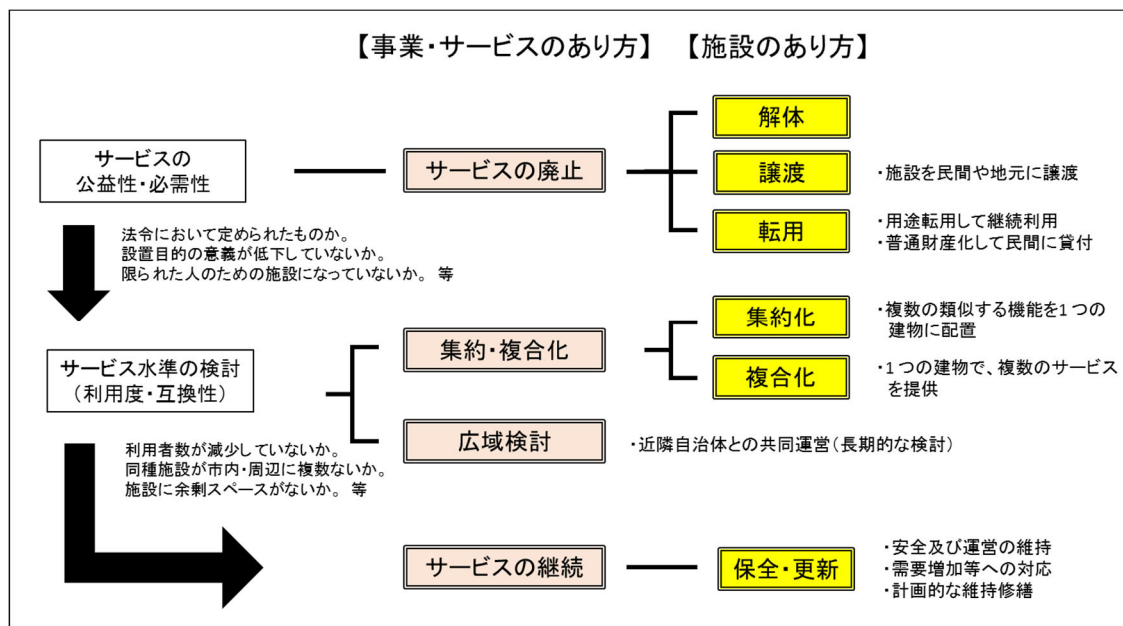 【事業・サービスのあり方】 【施設のあり方】
サービスの
公益性・必需性
サービスの廃止
解体
譲渡
・施設を民間や地元に譲渡
転用
・用途転用して継続利用
・普通財産化して民間に貸付
法令において定められたものか。
設置目的の意義が低下していないか。
限られた人のための施設になっていないか。 等
サービス水準の検討
(利用度・互換性)
集約・複合化
集約化
・複数の類似する機能を1つの
建物に配置
複合化
・1つの建物で、複数のサービス
を提供
広域検討
・近隣自治体との共同運営(長期的な検討)
利用者数が減少していないか。
同種施設が市内・周辺に複数ないか。
施設に余剰スペースがないか。 等
サービスの継続
保全・更新
・安全及び運営の維持
・需要増加等への対応
・計画的な維持修繕